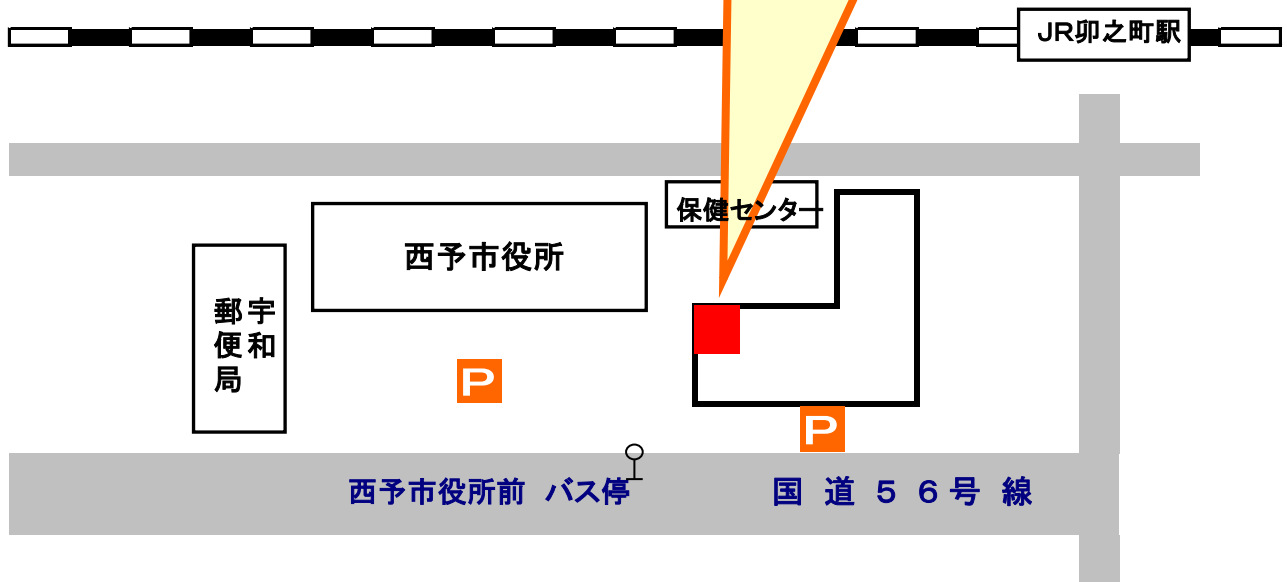 JR卯之町駅
保健センター
西予市役所
宇和
郵便局
P
P
西予市役所前 バス停
国道56号線